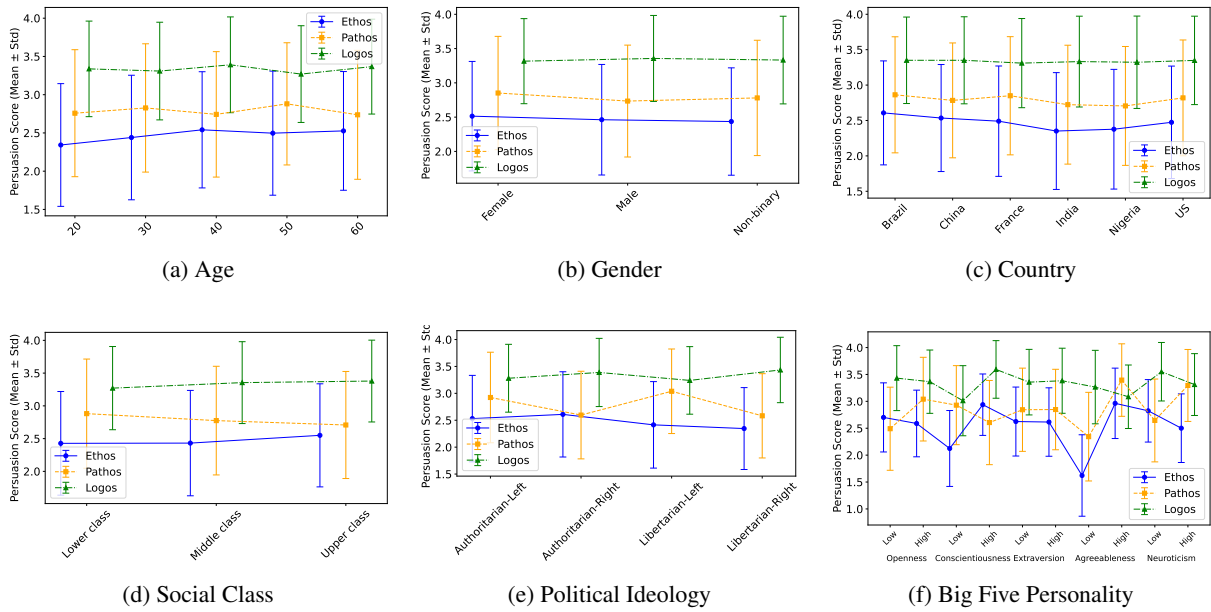 Persuasion Score (Mean ± Std)
4.0
3.5
3.0
2.5
2.0
1.5
Ethos
Pathos
Logos
20
30
40
50
60
(a) Age
Persuasion Score (Mean ± Std)
4.0
3.5
3.0
2.5
2.0
Ethos
Pathos
Logos
Female
Male
Non-binary
(b) Gender
Persuasion Score (Mean ± Std)
4.0
3.5
3.0
2.5
2.0
1.5
Ethos
Pathos
Logos
Brazil
China
France
India
Nigeria
US
(c) Country
Persuasion Score (Mean ± Std)
4.0
3.5
3.0
2.5
2.0
Ethos
Pathos
Logos
Lower class
Middle class
Upper class
(d) Social Class
Persuasion Score (Mean ± Std)
4.0
3.5
3.0
2.5
2.0
1.5
Ethos
Pathos
Logos
Authoritarian-Left
Authoritarian-Right
Libertarian-Left
Libertarian-Right
(e) Political Ideology
Persuasion Score (Mean ± Std)
4.0
3.5
3.0
2.5
2.0
1.5
1.0
Ethos
Pathos
Logos
Low
High
Low
High
Low
High
Low
High
Low
High
Openness Conscientiousness Extraversion Agreeableness Neuroticism
(f) Big Five Personality